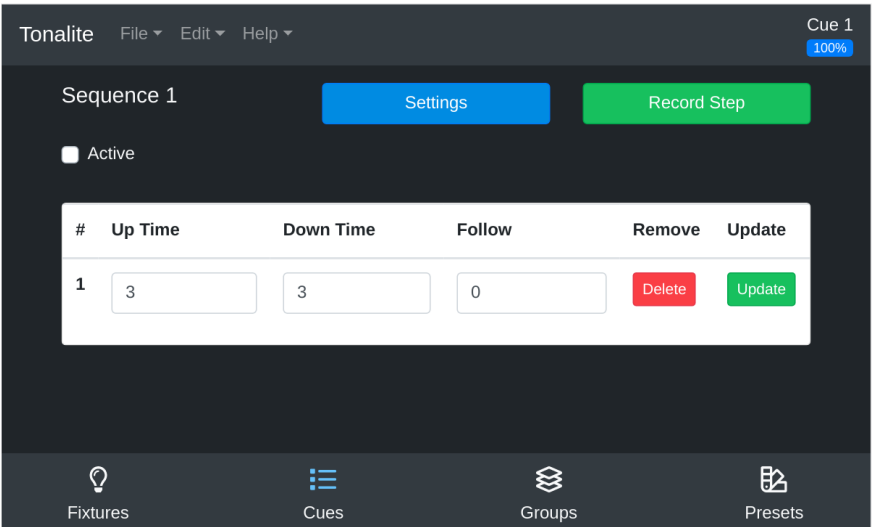 Tonalite File Edit Help Cue 1
100%
Sequence 1 Settings Record Step
Active
# Up Time Down Time Follow Remove Update
1 3 3 0 Delete Update
Fixtures Cues Groups Presets